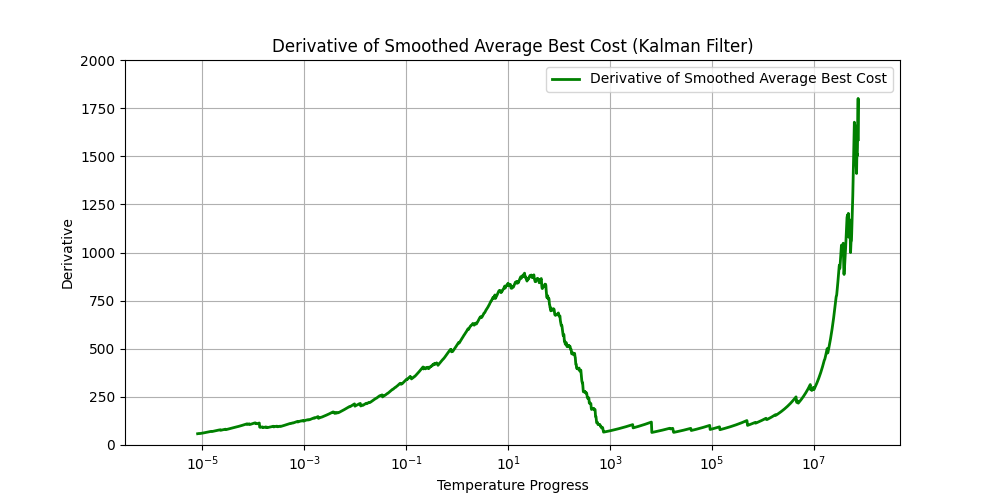 Derivative of Smoothed Average Best Cost (Kalman Filter)
Derivative of Smoothed Average Best Cost
2000
1750
1500
1250
1000
750
500
250
0
Derivative
10⁻⁵ 10⁻³ 10⁻¹ 10¹ 10³ 10⁵ 10⁷
Temperature Progress